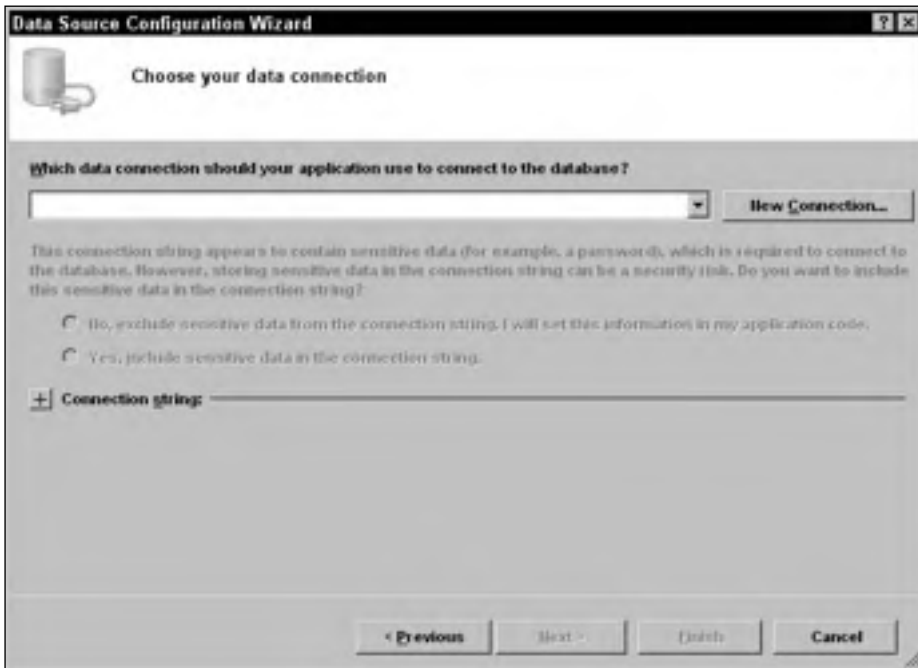 Data Source Configuration Wizard
Choose your data connection
Which data connection should your application use to connect to the database?
New Connection...
This connection string appears to contain sensitive data (for example, a password), which is required to connect to
the database. However, storing sensitive data in the connection string can be a security risk. Do you want to include
this sensitive data in the connection string?
No, exclude sensitive data from the connection string. I will set this information in my application code.
Yes, include sensitive data in the connection string.
Connection string:
< Previous
Next >
Finish
Cancel